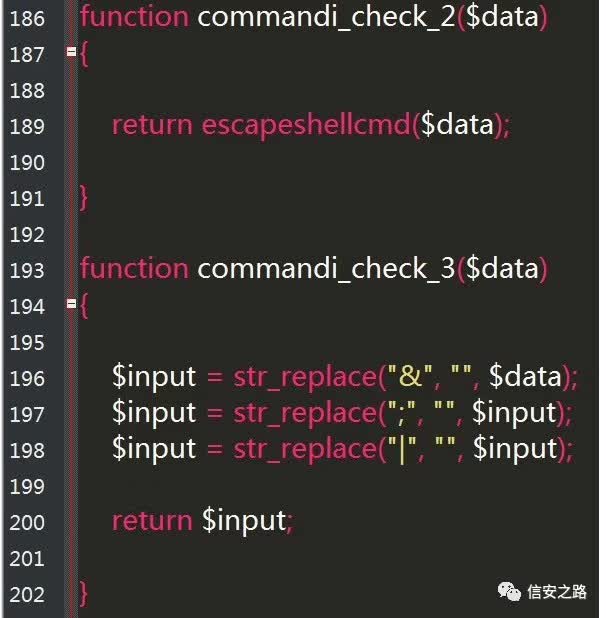 186 function commandi_check_2($data)
187 {
188
189 return escapeshellcmd($data);
190
191 }
192
193 function commandi_check_3($data)
194 {
195
196 $input = str_replace("&", "", $data);
197 $input = str_replace(";", "", $input);
198 $input = str_replace("|", "", $input);
199
200 return $input;
201
202 }
信安之路